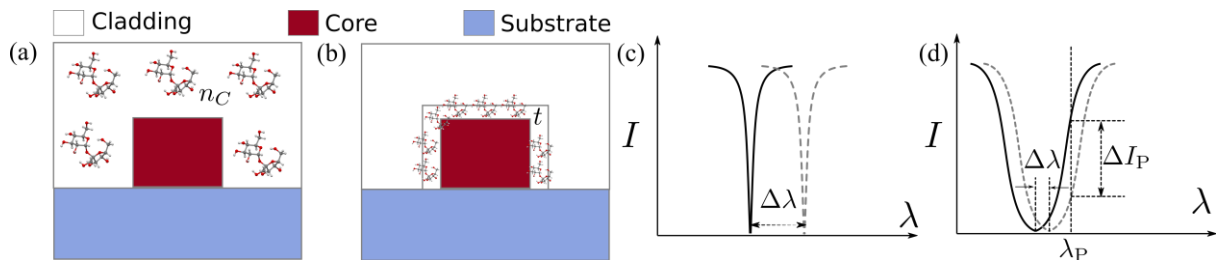 Cladding Core Substrate
(a) (b) (c) (d)
n_C
t
I Δλ λ
I Δλ ΔI_P λ
λ_P